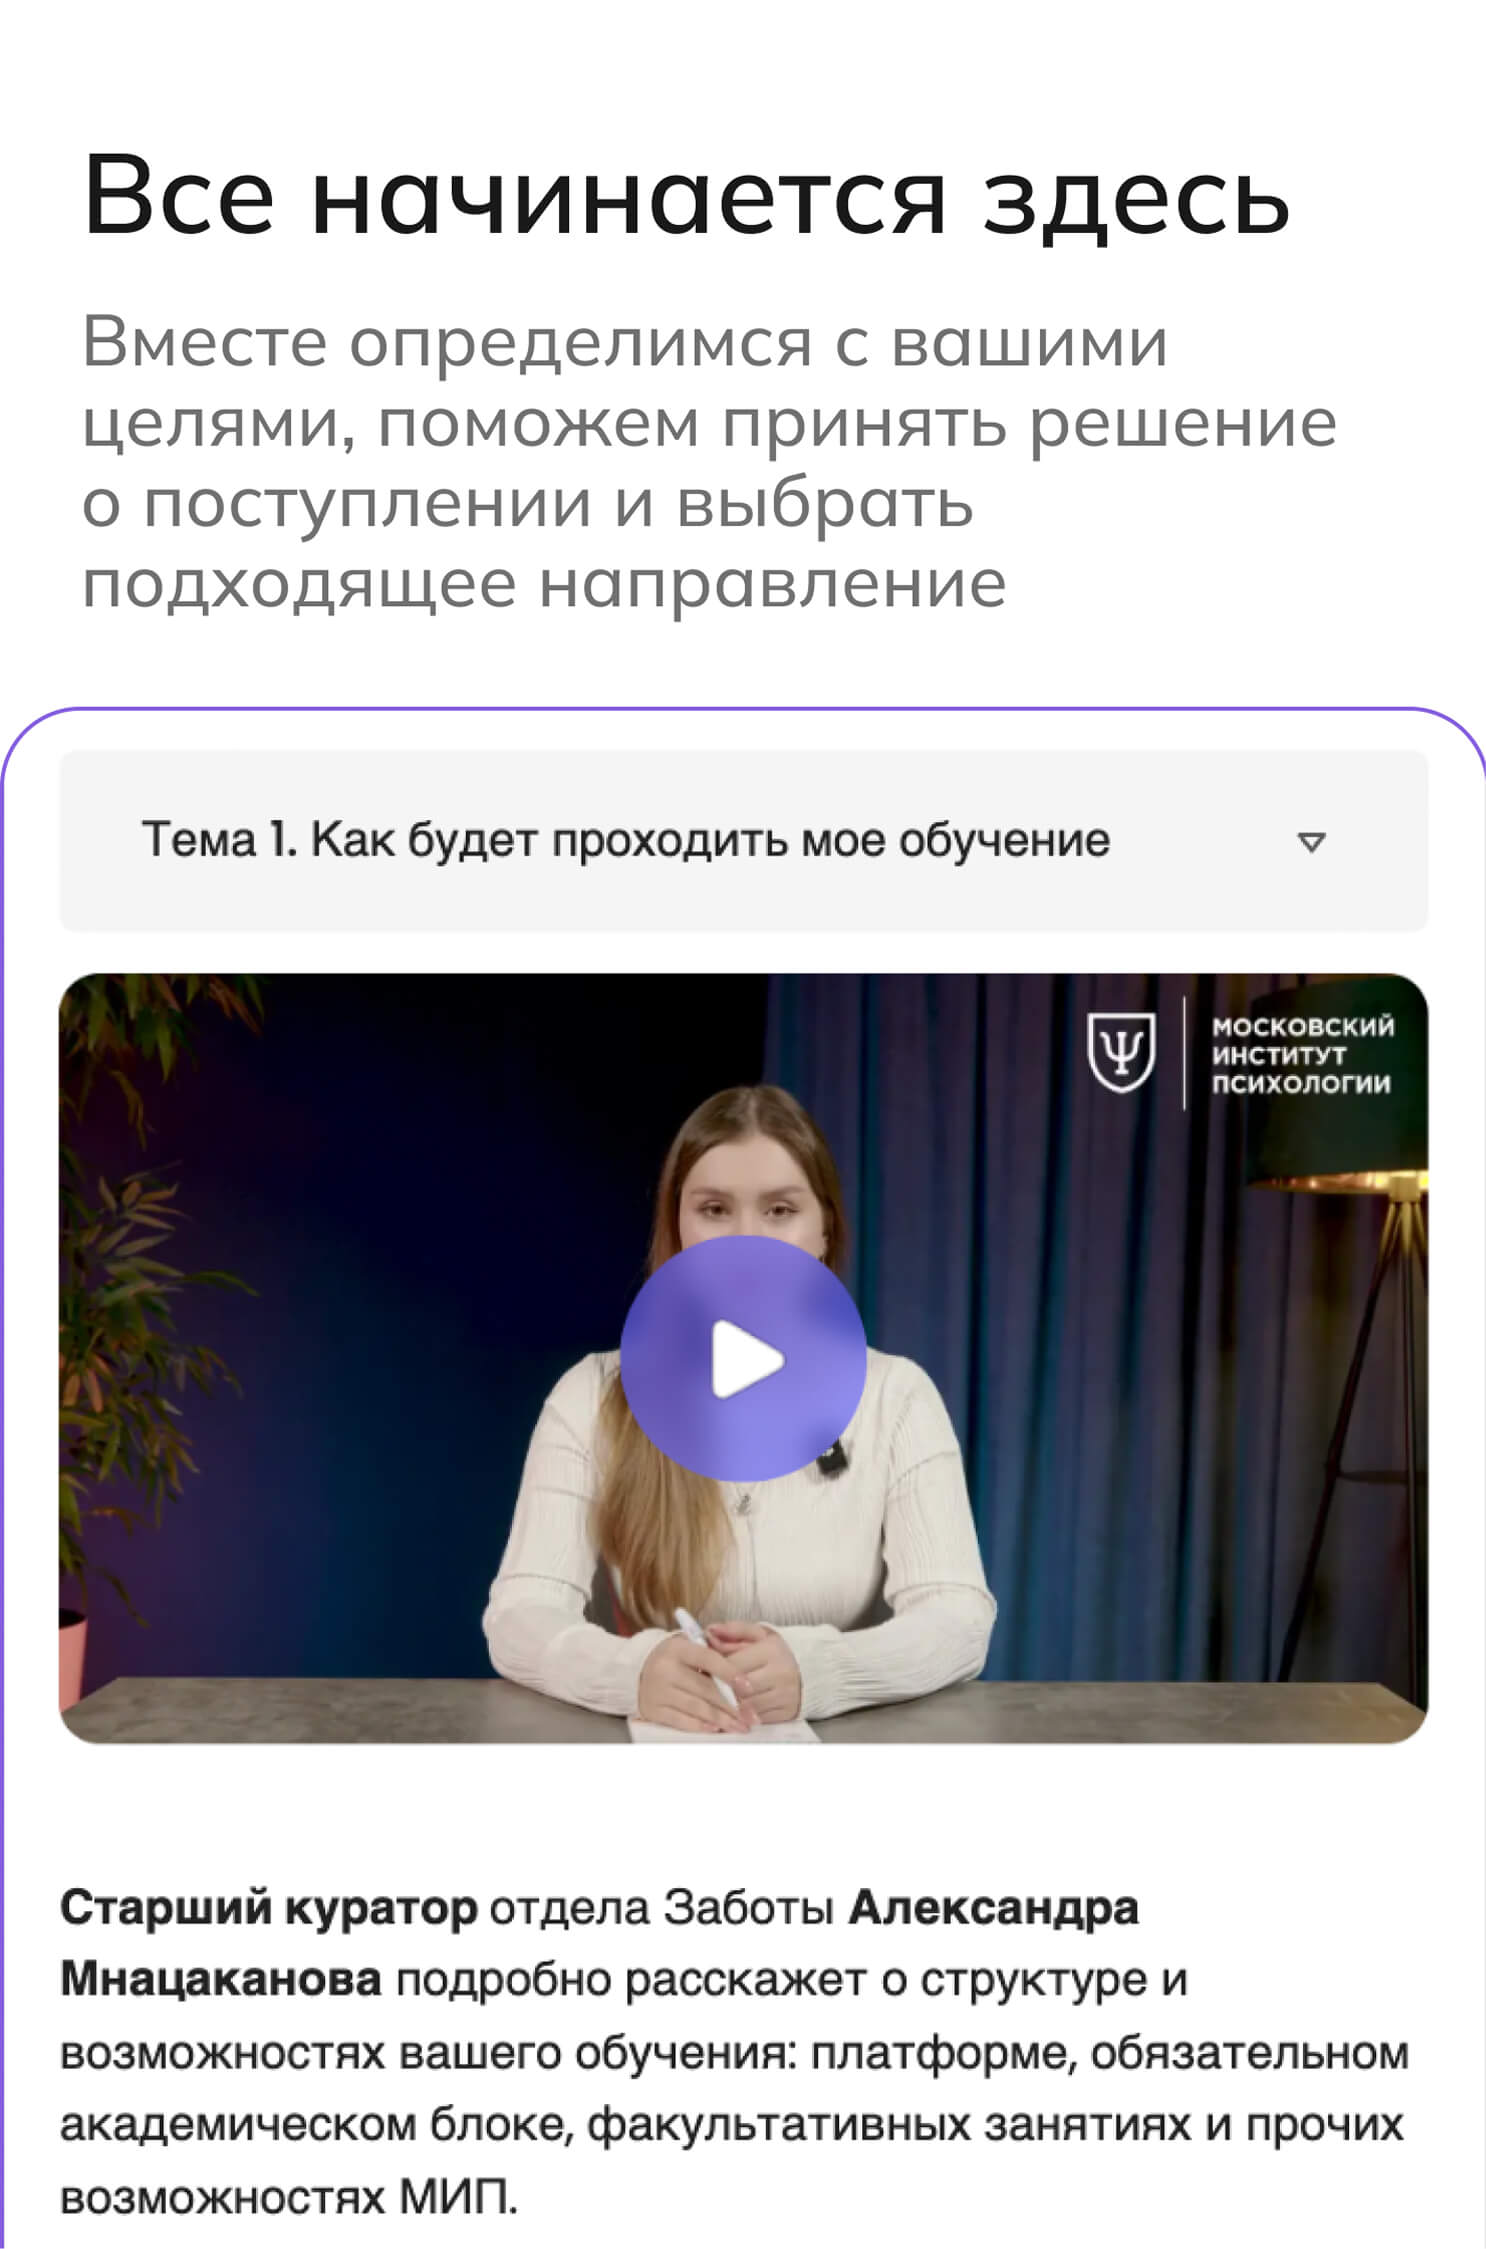 Все начинается здесь
Вместе определимся с вашими
целями, поможем принять решение
о поступлении и выбрать
подходящее направление
Тема 1. Как будет проходить мое обучение
МОСКОВСКИЙ
ИНСТИТУТ
ПСИХОЛОГИИ
Старший куратор отдела Заботы Александра
Мнацаканова подробно расскажет о структуре и
возможностях вашего обучения: платформе, обязательном
академическом блоке, факультативных занятиях и прочих
возможностях МИП.